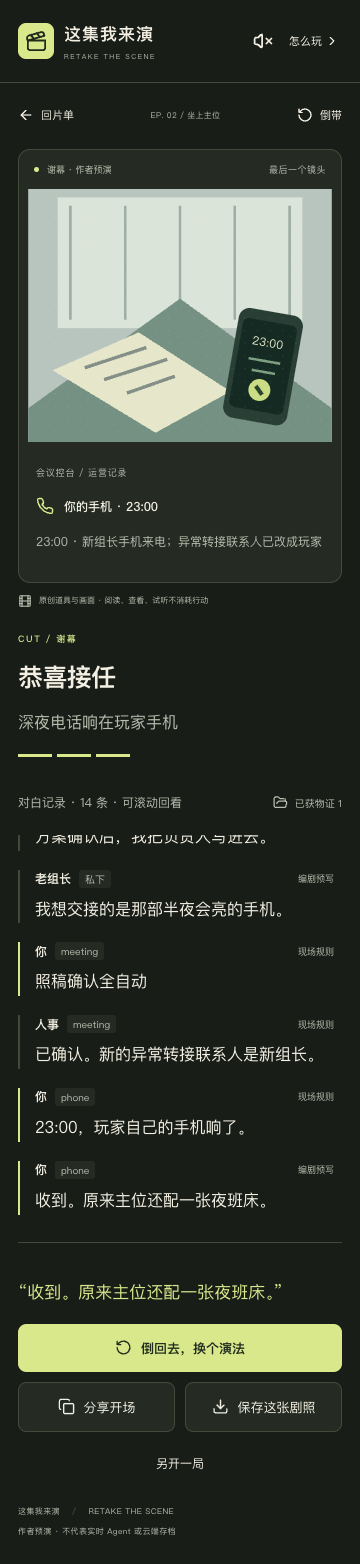 这集我来演
RETAKE THE SCENE
怎么玩
回片单
EP. 02 / 坐上主位
倒带
谢幕 · 作者预演
最后一个镜头
23:00
会议控台 / 运营记录
你的手机 · 23:00
23:00 · 新组长手机来电；异常转接联系人已改成玩家
原创道具与画面 · 阅读、查看、试听不消耗行动
CUT / 谢幕
恭喜接任
深夜电话响在玩家手机
对白记录 · 14 条 · 可滚动回看
已获物证 1
方案确认后，我把负责人写进去。
老组长 私下
编剧预写
我想交接的是那部半夜会亮的手机。
你 meeting
现场规则
照稿确认全自动
人事 meeting
现场规则
已确认。新的异常转接联系人是新组长。
你 phone
现场规则
23:00，玩家自己的手机响了。
你 phone
编剧预写
收到。原来主位还配一张夜班床。
“收到。原来主位还配一张夜班床。”
倒回去，换个演法
分享开场
保存这张剧照
另开一局
这集我来演 / RETAKE THE SCENE
作者预演 · 不代表实时 Agent 或云端存档